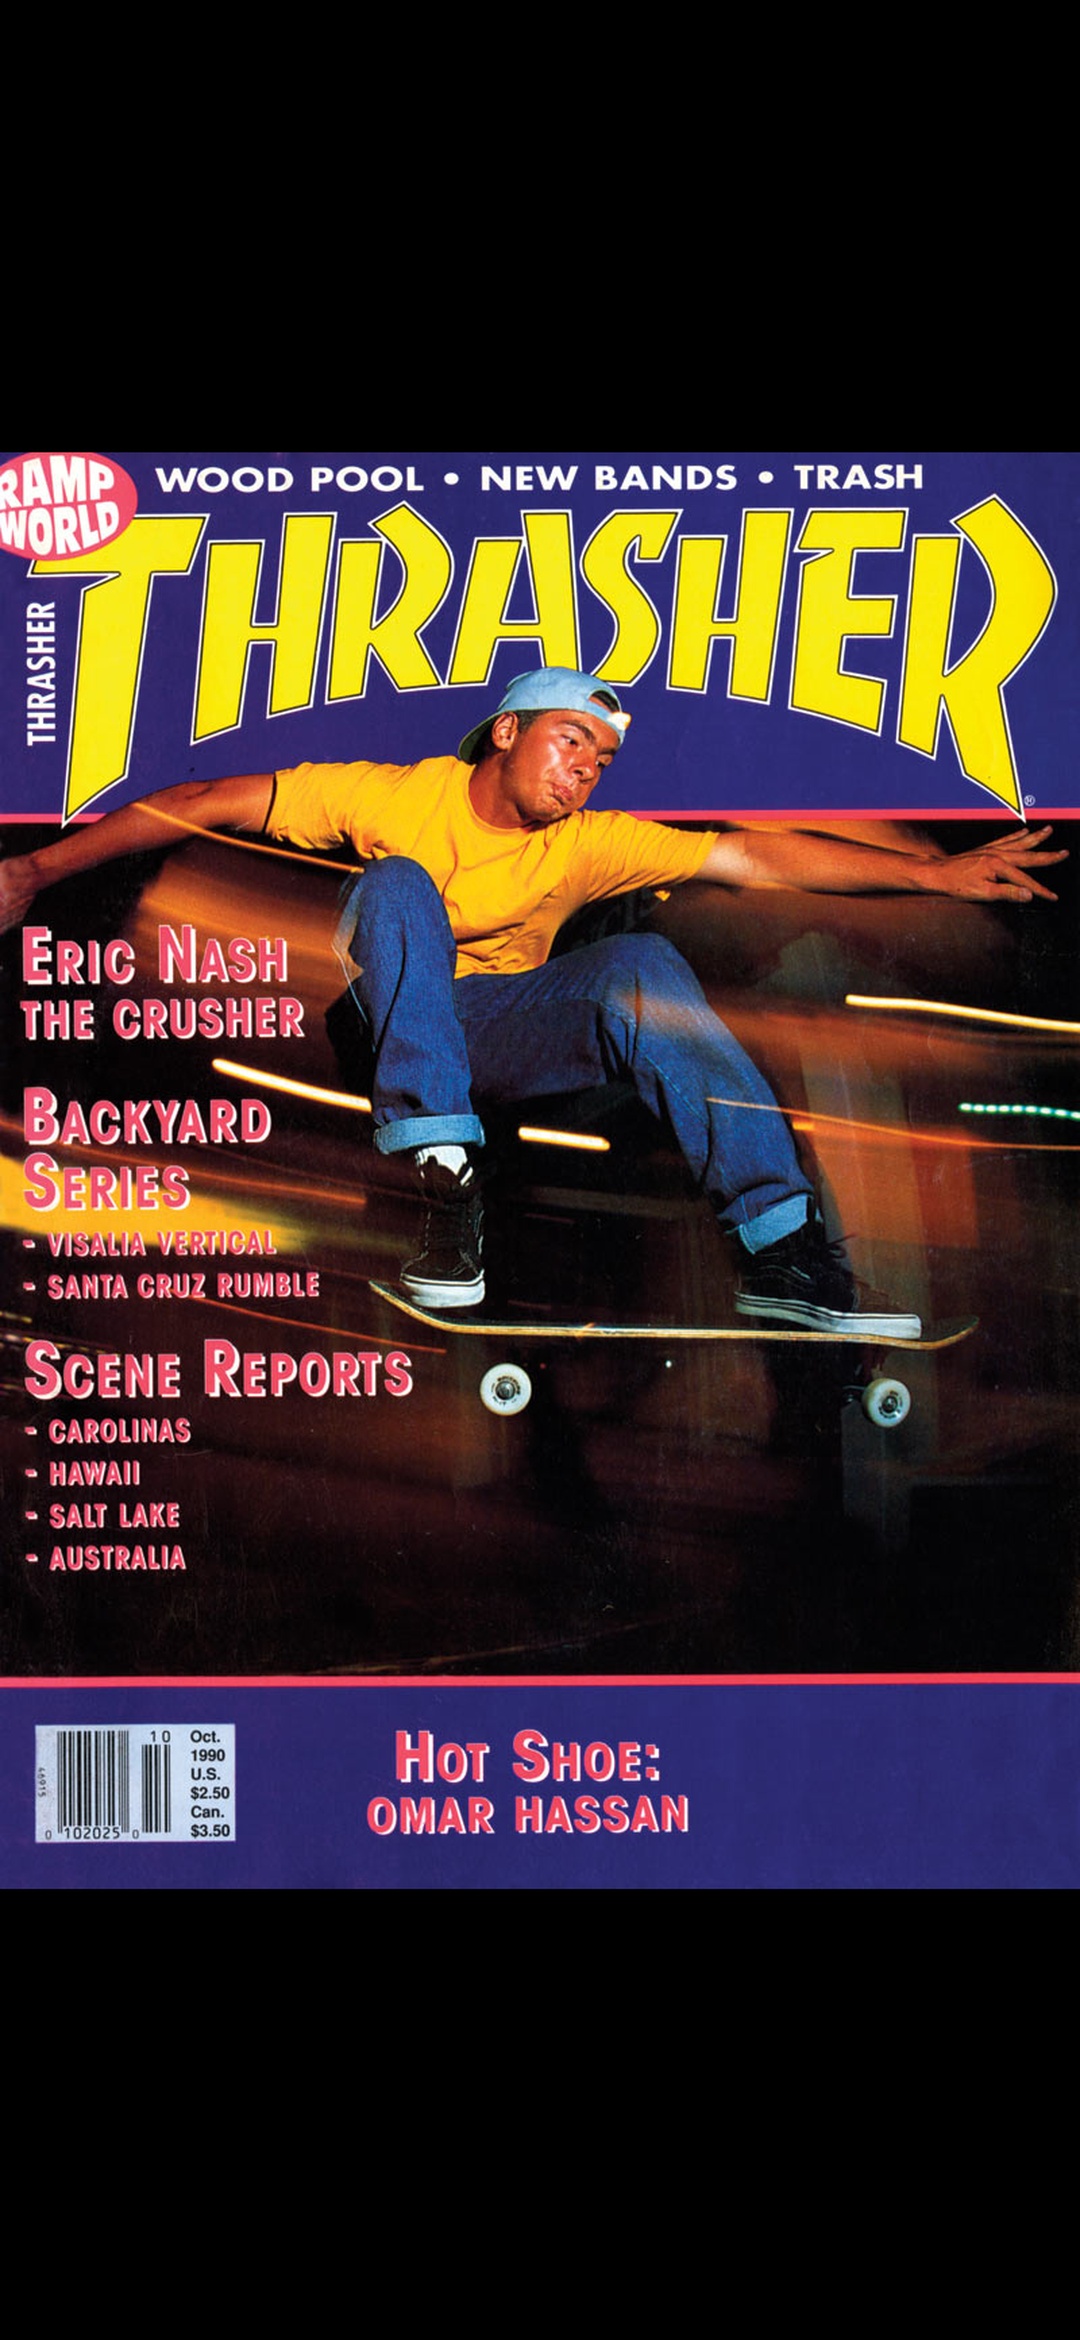 RAMP
WORLD
WOOD POOL • NEW BANDS • TRASH
THRASHER
®
THRASHER
ERIC NASH
THE CRUSHER
BACKYARD
SERIES
- VISALIA VERTICAL
- SANTA CRUZ RUMBLE
SCENE REPORTS
- CAROLINAS
- HAWAII
- SALT LAKE
- AUSTRALIA
HOT SHOE:
OMAR HASSAN
10
46915
0 102025 0
Oct.
1990
U.S.
$2.50
Can.
$3.50